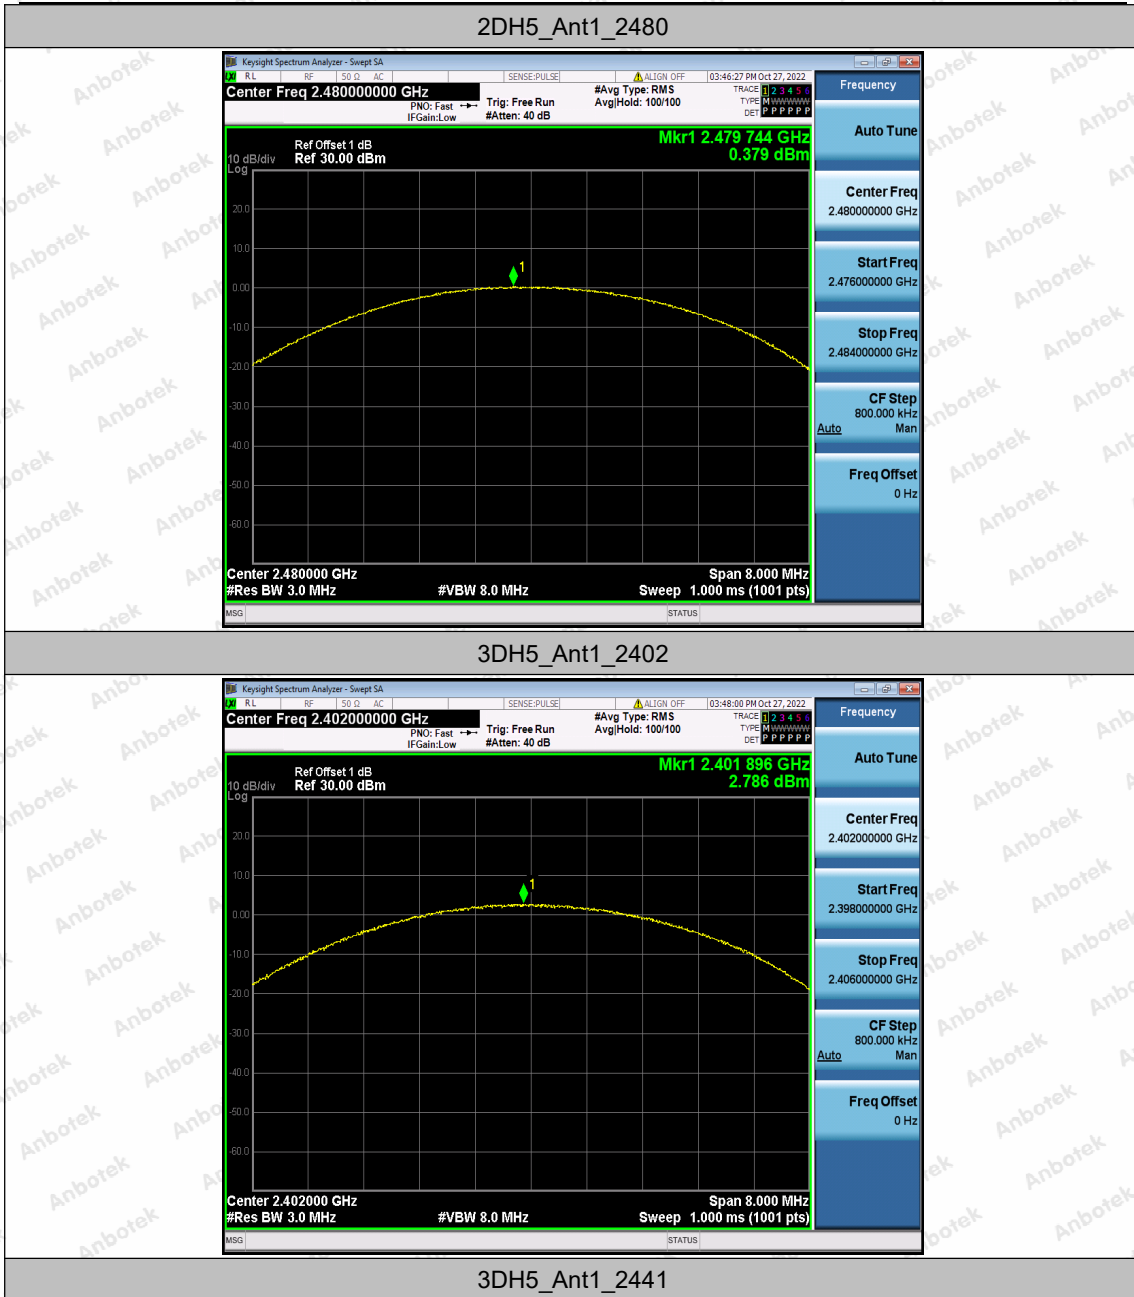 2DH5_Ant1_2480
Keysight Spectrum Analyzer - Swept SA
LXI RL RF 50 Ω AC SENSE:PULSE ALIGN OFF 03:46:27 PM Oct 27, 2022
Center Freq 2.480000000 GHz
PNO: Fast
IFGain:Low
Trig: Free Run
#Atten: 40 dB
#Avg Type: RMS
Avg|Hold: 100/100
TRACE 1 2 3 4 5 6
TYPE M W W W W W
DET P P P P P P
Frequency
Mkr1 2.479 744 GHz
0.379 dBm
Ref Offset 1 dB
10 dB/div Ref 30.00 dBm
Log
20.0
10.0
0.00
-10.0
-20.0
-30.0
-40.0
-50.0
-60.0
1
Center 2.480000 GHz Span 8.000 MHz
#Res BW 3.0 MHz #VBW 8.0 MHz Sweep 1.000 ms (1001 pts)
MSG STATUS
Auto Tune
Center Freq
2.480000000 GHz
Start Freq
2.476000000 GHz
Stop Freq
2.484000000 GHz
CF Step
800.000 kHz
Auto Man
Freq Offset
0 Hz
3DH5_Ant1_2402
Keysight Spectrum Analyzer - Swept SA
LXI RL RF 50 Ω AC SENSE:PULSE ALIGN OFF 03:48:00 PM Oct 27, 2022
Center Freq 2.402000000 GHz
PNO: Fast
IFGain:Low
Trig: Free Run
#Atten: 40 dB
#Avg Type: RMS
Avg|Hold: 100/100
TRACE 1 2 3 4 5 6
TYPE M W W W W W
DET P P P P P P
Frequency
Mkr1 2.401 896 GHz
2.786 dBm
Ref Offset 1 dB
10 dB/div Ref 30.00 dBm
Log
20.0
10.0
0.00
-10.0
-20.0
-30.0
-40.0
-50.0
-60.0
1
Center 2.402000 GHz Span 8.000 MHz
#Res BW 3.0 MHz #VBW 8.0 MHz Sweep 1.000 ms (1001 pts)
MSG STATUS
Auto Tune
Center Freq
2.402000000 GHz
Start Freq
2.398000000 GHz
Stop Freq
2.406000000 GHz
CF Step
800.000 kHz
Auto Man
Freq Offset
0 Hz
3DH5_Ant1_2441
Anbotek